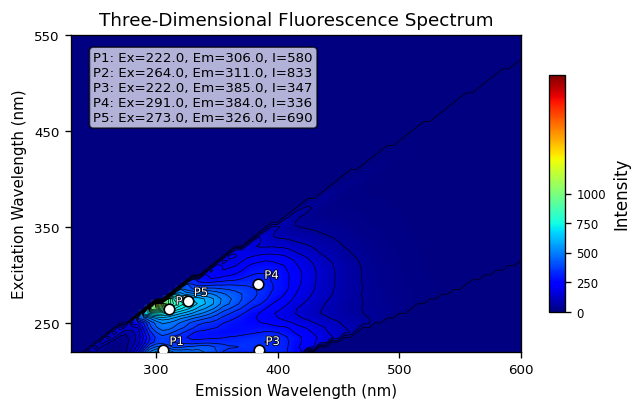 Three-Dimensional Fluorescence Spectrum
P1: Ex=222.0, Em=306.0, I=580
P2: Ex=264.0, Em=311.0, I=833
P3: Ex=222.0, Em=385.0, I=347
P4: Ex=291.0, Em=384.0, I=336
P5: Ex=273.0, Em=326.0, I=690
Excitation Wavelength (nm)
550
450
350
250
P4
P5
P1
P3
300
400
500
600
Emission Wavelength (nm)
1000
750
500
250
0
Intensity